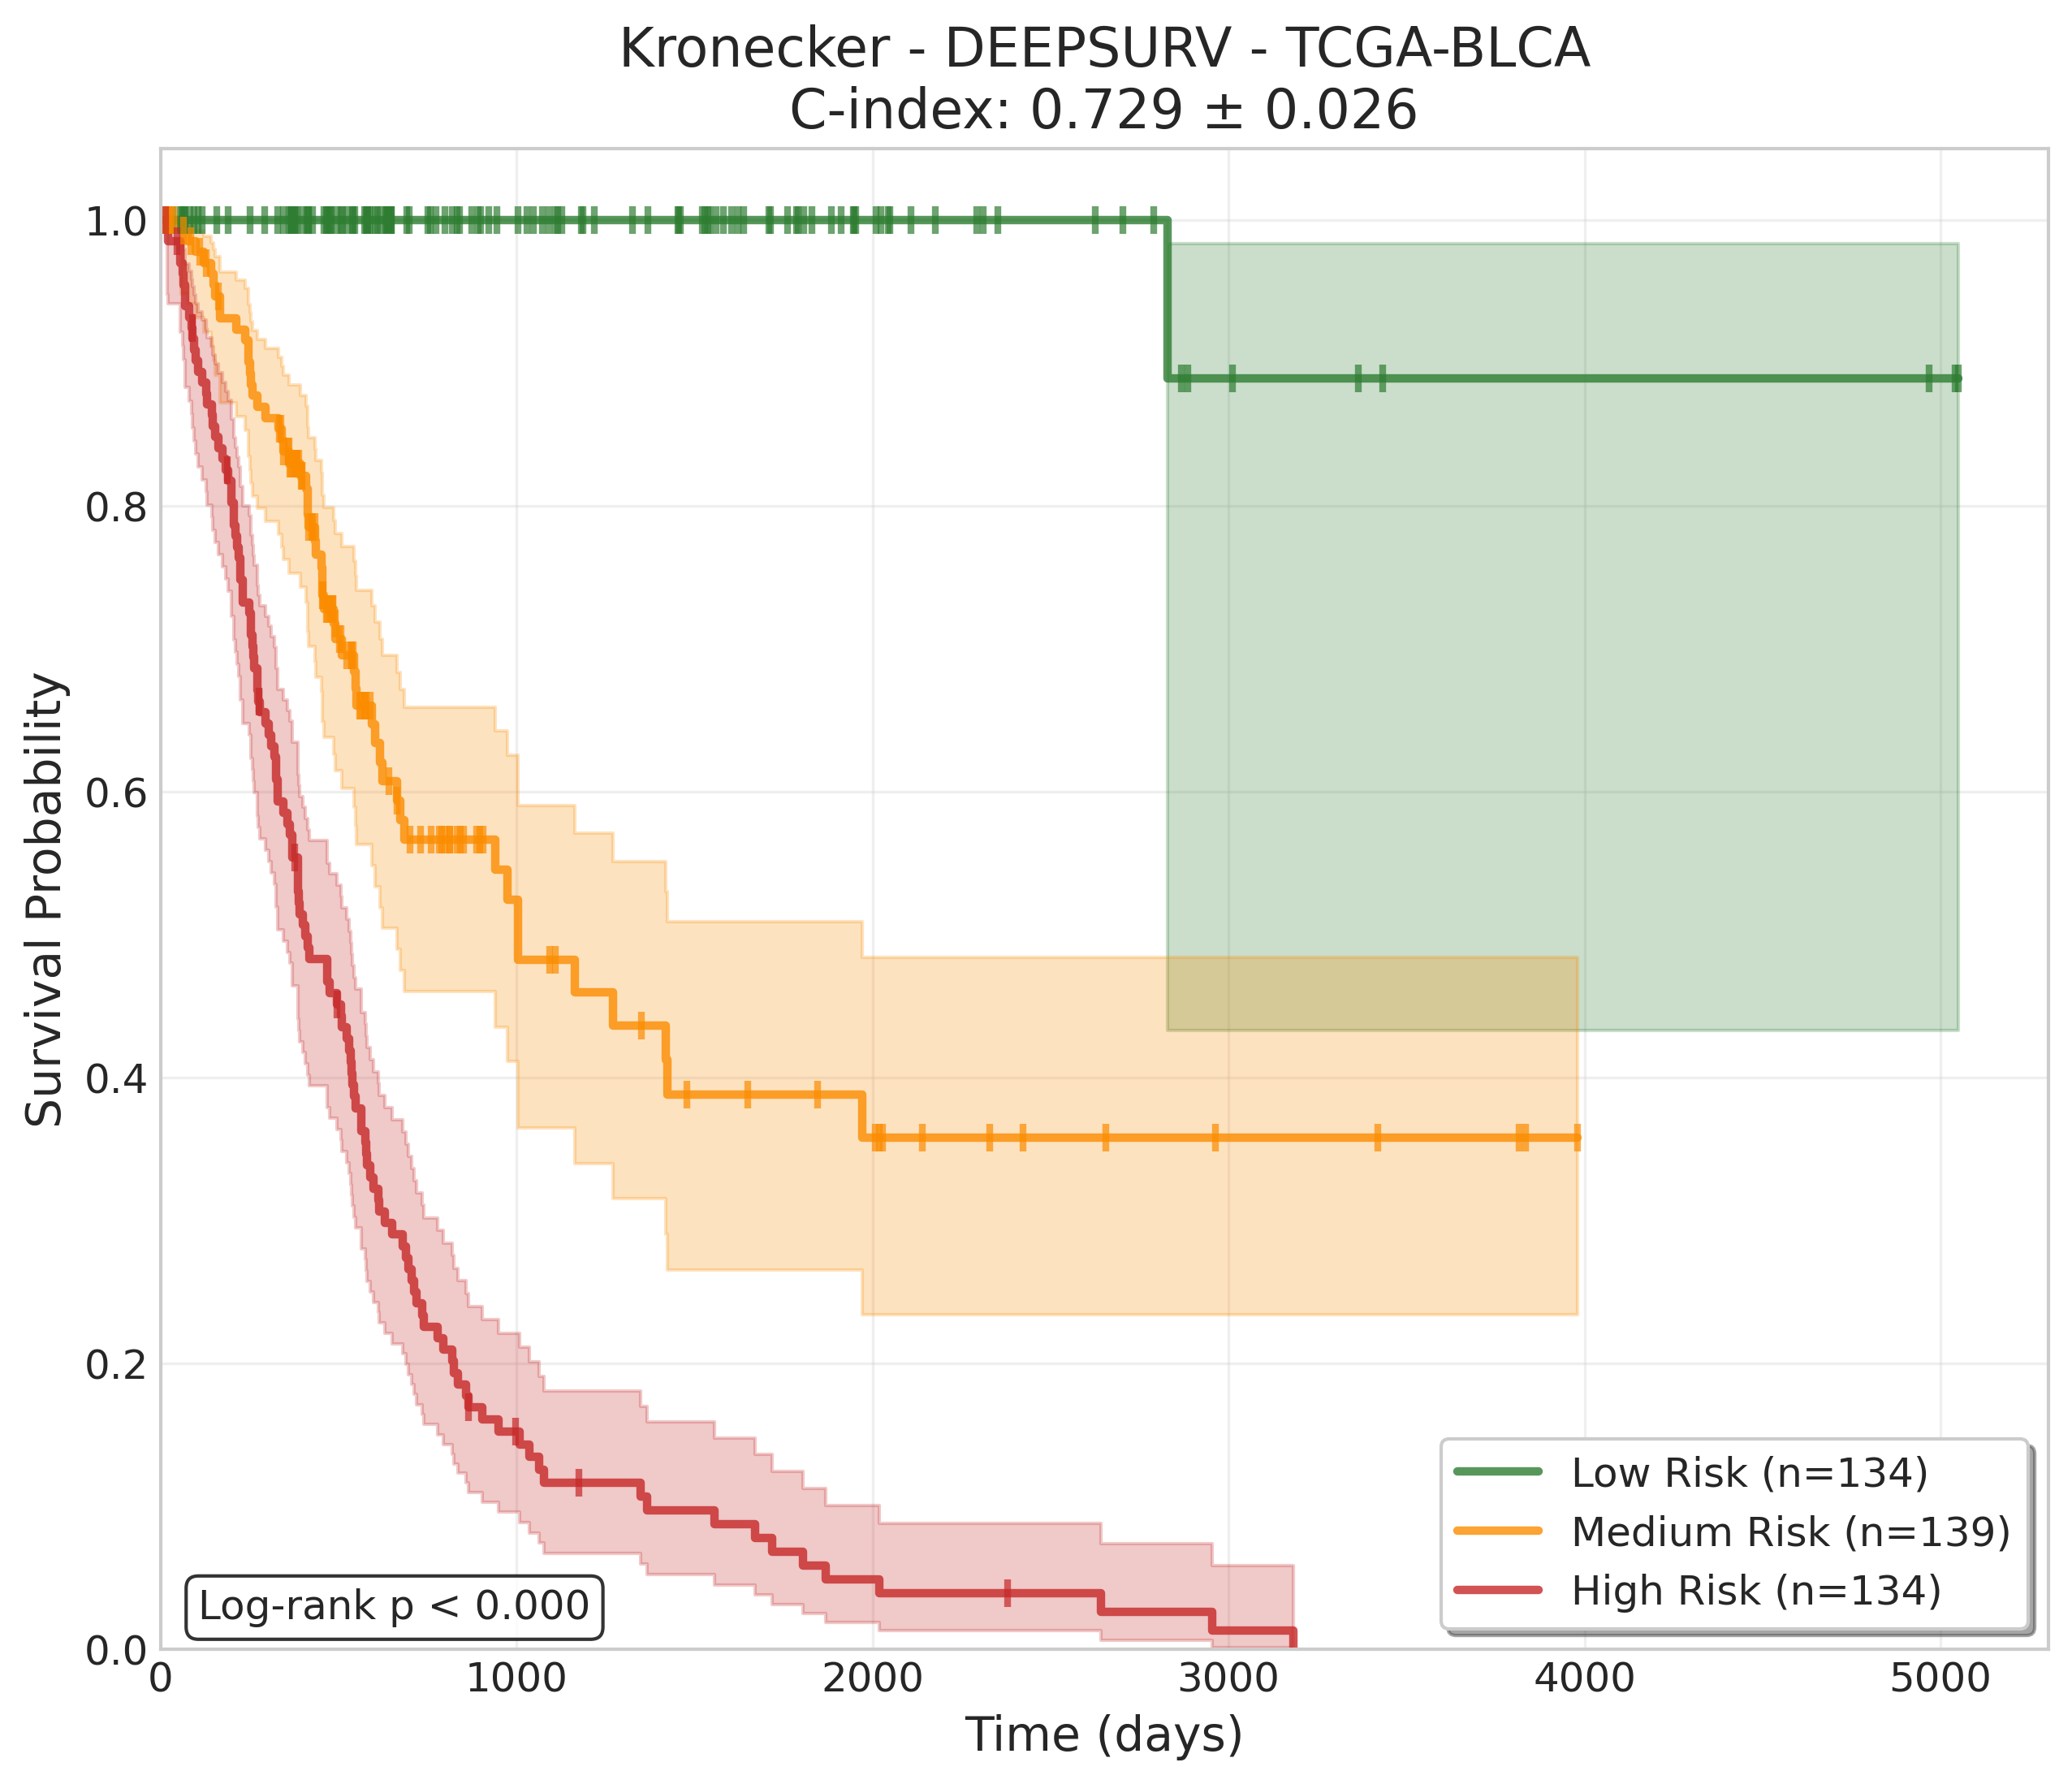 Kronecker - DEEPSURV - TCGA-BLCA
C-index: 0.729 ± 0.026
Survival Probability
1.0
0.8
0.6
0.4
0.2
0.0
0 1000 2000 3000 4000 5000
Time (days)
Log-rank p < 0.000
Low Risk (n=134)
Medium Risk (n=139)
High Risk (n=134)